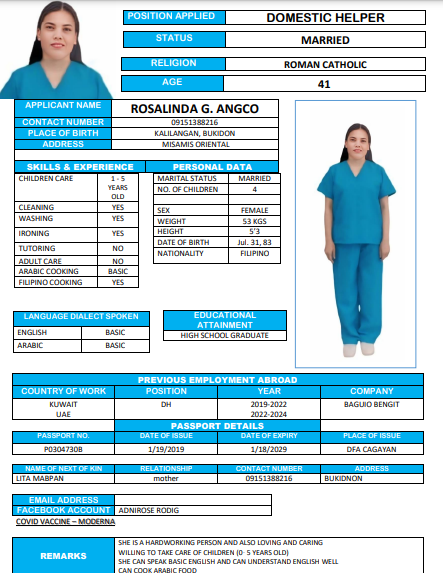 POSITION APPLIED DOMESTIC HELPER
STATUS MARRIED
RELIGION ROMAN CATHOLIC
AGE 41
APPLICANT NAME ROSALINDA G. ANGCO
CONTACT NUMBER 09151388216
PLACE OF BIRTH KALILANGAN, BUKIDON
ADDRESS MISAMIS ORIENTAL
SKILLS & EXPERIENCE PERSONAL DATA
CHILDREN CARE 1 - 5 YEARS OLD
CLEANING YES
WASHING YES
IRONING YES
TUTORING NO
ADULT CARE NO
ARABIC COOKING BASIC
FILIPINO COOKING YES
MARITAL STATUS MARRIED
NO. OF CHILDREN 4
SEX FEMALE
WEIGHT 53 KGS
HEIGHT 5'3
DATE OF BIRTH Jul. 31, 83
NATIONALITY FILIPINO
LANGUAGE DIALECT SPOKEN
ENGLISH BASIC
ARABIC BASIC
EDUCATIONAL
ATTAINMENT
HIGH SCHOOL GRADUATE
PREVIOUS EMPLOYMENT ABROAD
COUNTRY OF WORK POSITION YEAR COMPANY
KUWAIT DH 2019-2022 BAGUIO BENGIT
UAE 2022-2024
PASSPORT DETAILS
PASSPORT NO. DATE OF ISSUE DATE OF EXPIRY PLACE OF ISSUE
P0304730B 1/19/2019 1/18/2029 DFA CAGAYAN
NAME OF NEXT OF KIN RELATIONSHIP CONTACT NUMBER ADDRESS
LITA MABPAN mother 09151388216 BUKIDNON
EMAIL ADDRESS
FACEBOOK ACCOUNT ADNIROSE RODIG
COVID VACCINE – MODERNA
REMARKS
SHE IS A HARDWORKING PERSON AND ALSO LOVING AND CARING
WILLING TO TAKE CARE OF CHILDREN (0- 5 YEARS OLD)
SHE CAN SPEAK BASIC ENGLISH AND CAN UNDERSTAND ENGLISH WELL
CAN COOK ARABIC FOOD